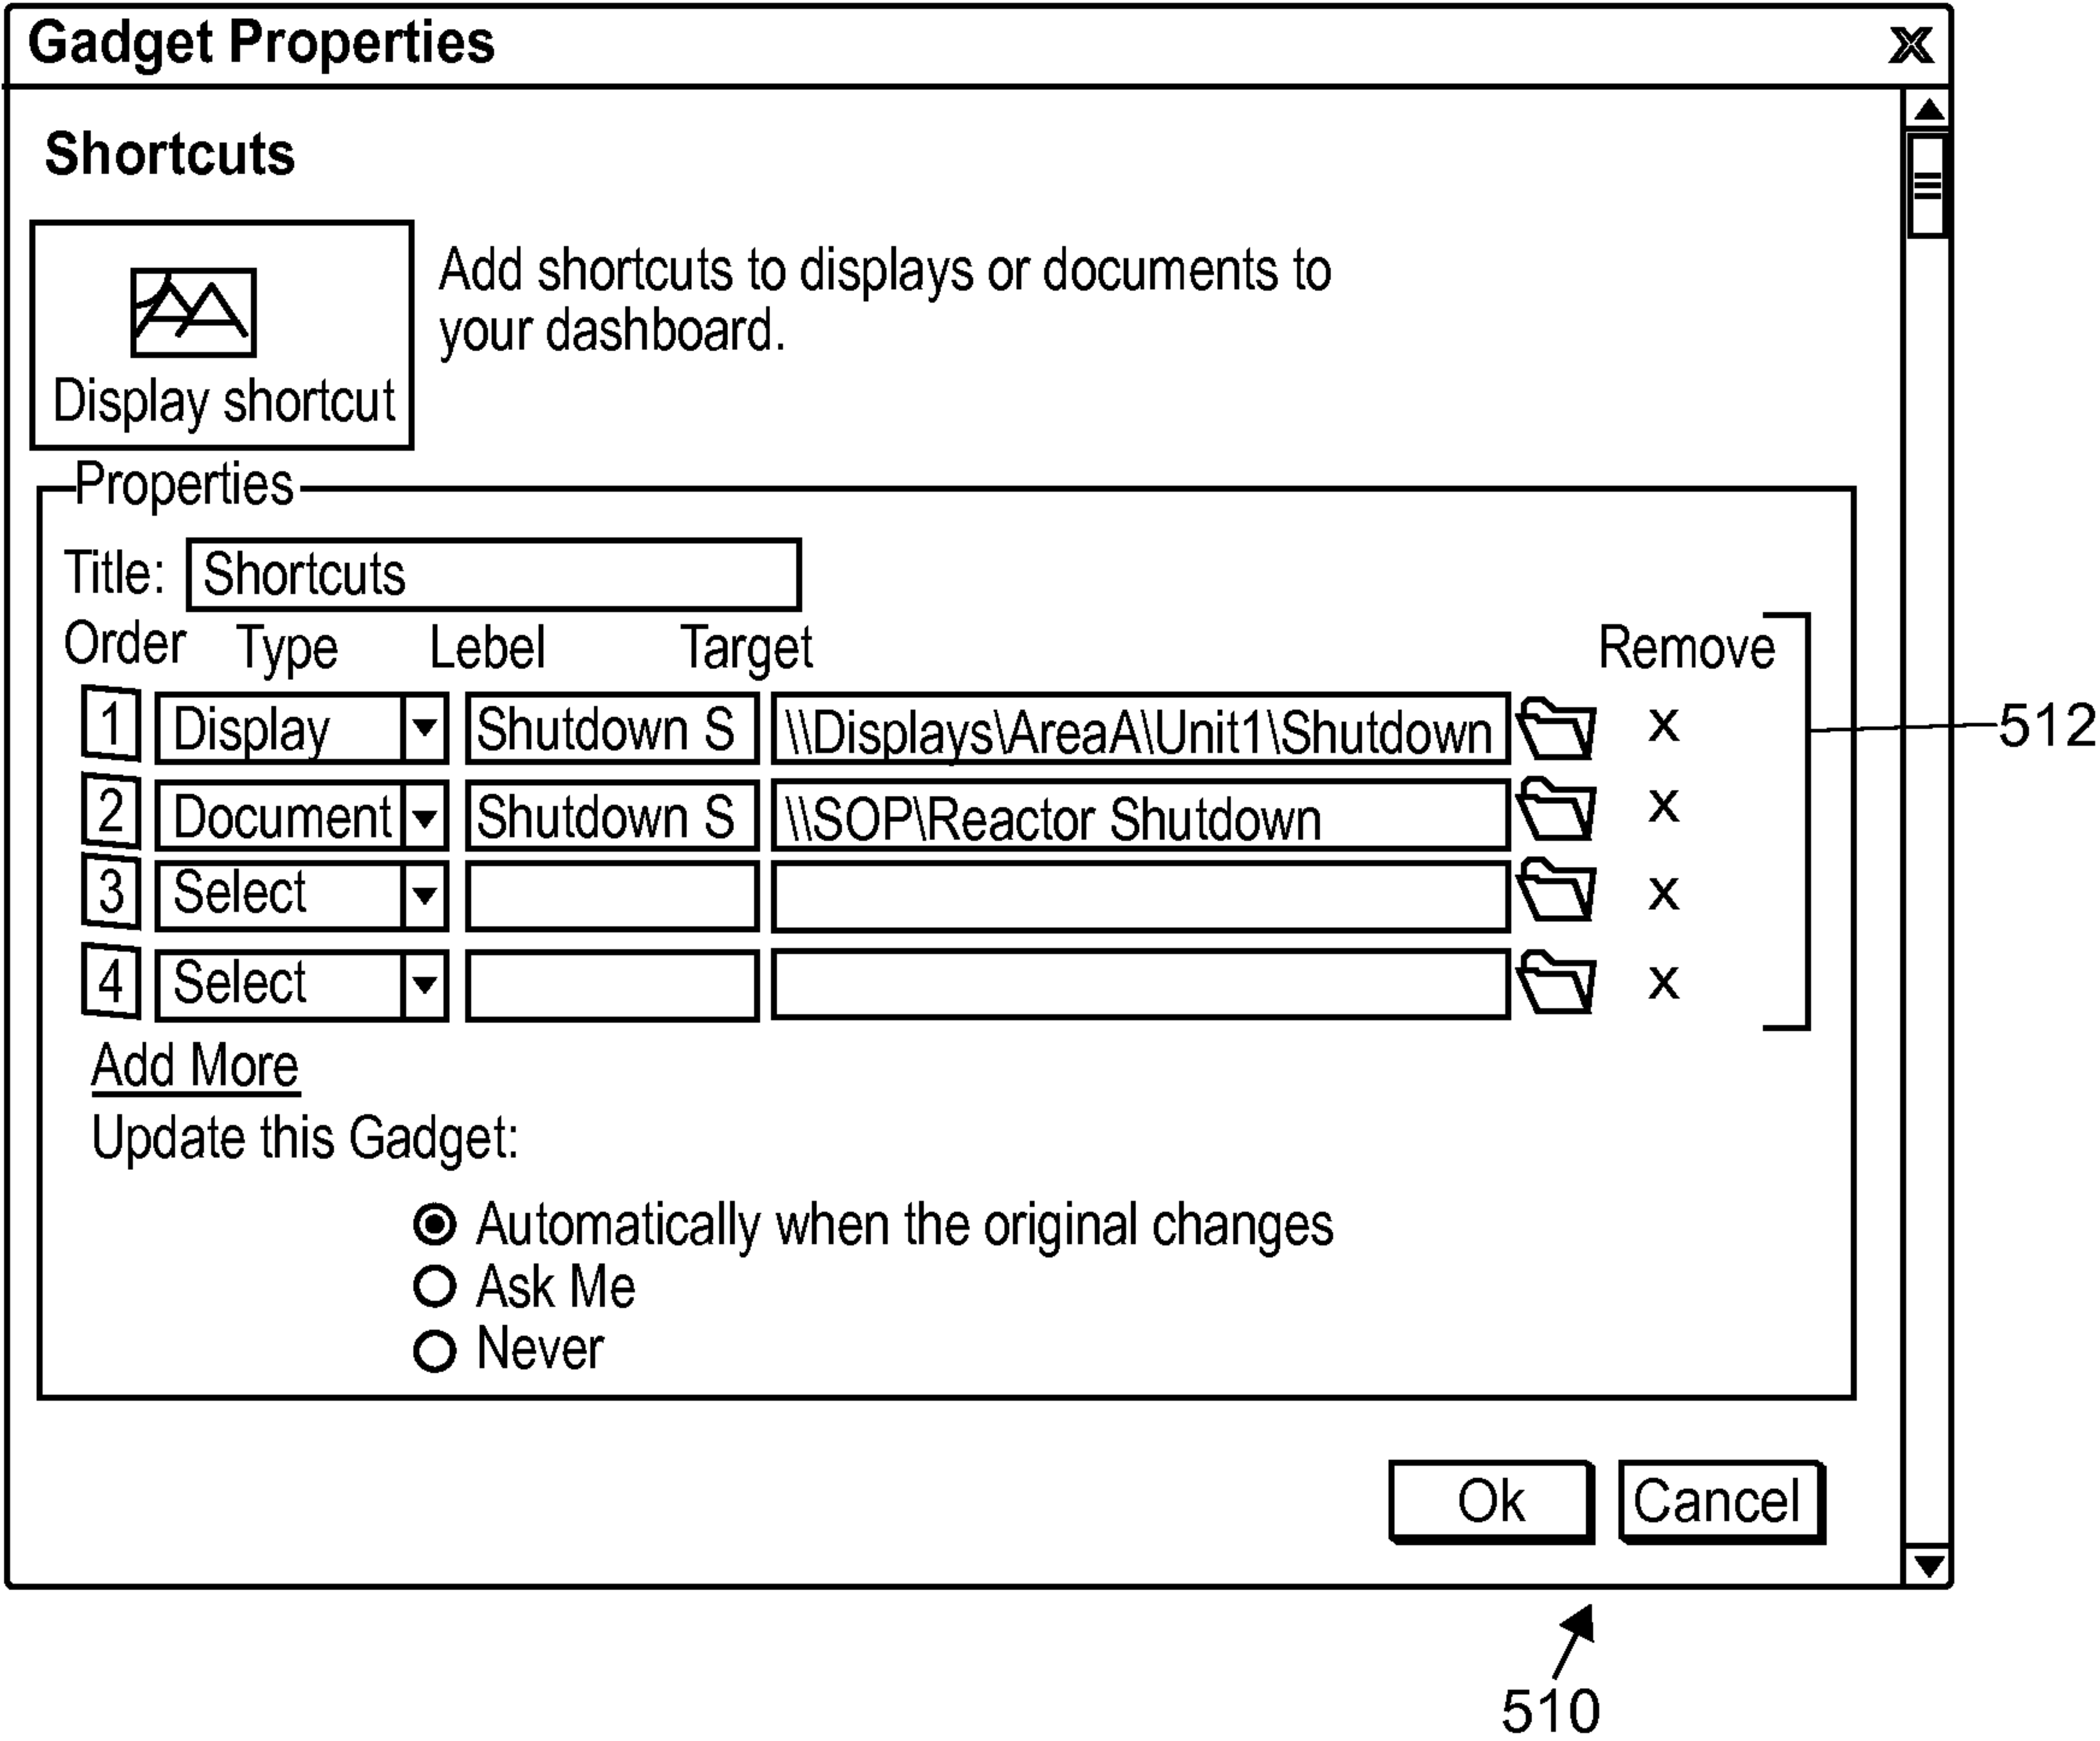 Gadget Properties X
Shortcuts
Add shortcuts to displays or documents to
your dashboard.
Display shortcut
Properties
Title: Shortcuts
Order Type Lebel Target Remove
1 Display Shutdown S \\Displays\AreaA\Unit1\Shutdown x
2 Document Shutdown S \\SOP\Reactor Shutdown x
3 Select x
4 Select x
512
Add More
Update this Gadget:
Automatically when the original changes
Ask Me
Never
Ok Cancel
510